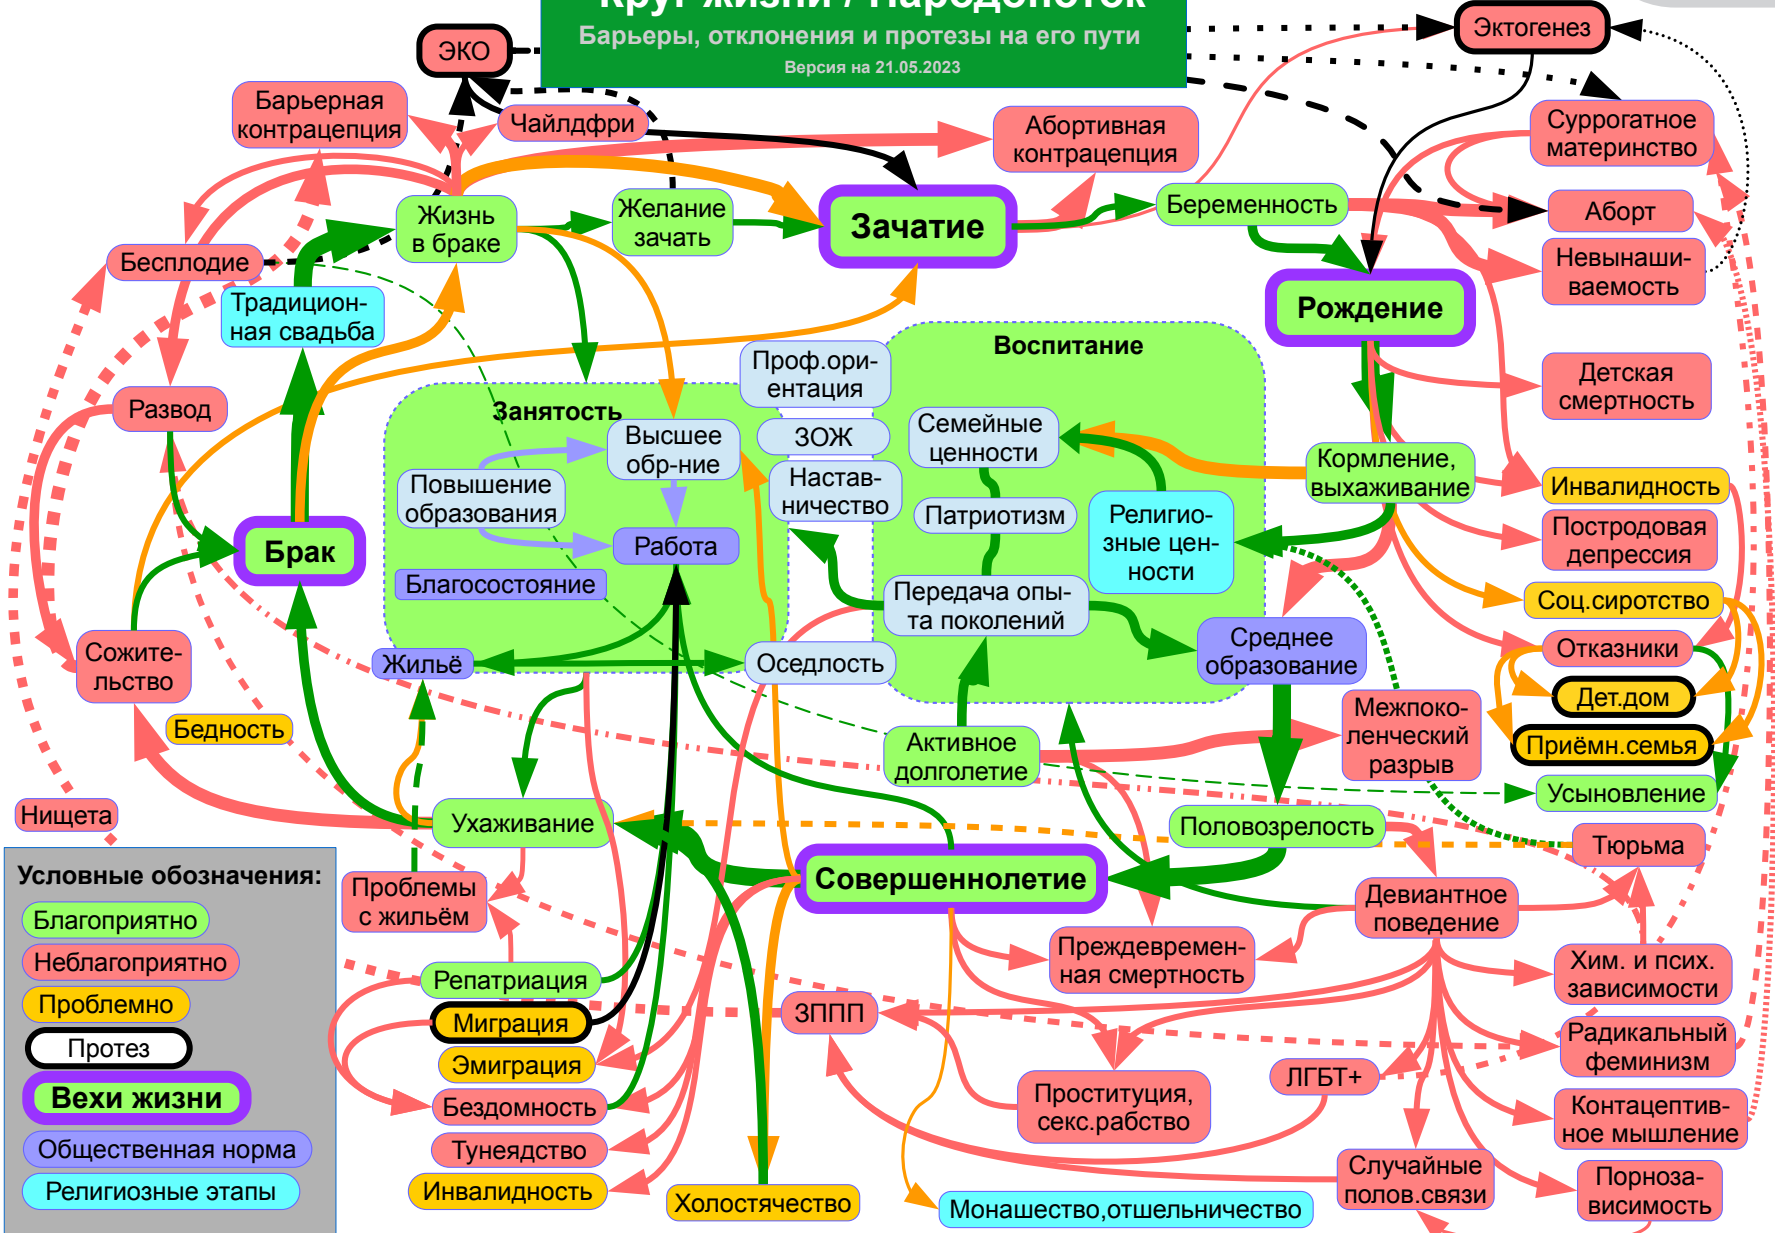 Круг жизни / Народопоток
Барьеры, отклонения и протезы на его пути
Версия на 21.05.2023
ЭКО
Эктогенез
Барьерная
контрацепция
Чайлдфри
Абортивная
контрацепция
Суррогатное
материнство
Жизнь
в браке
Желание
зачать
Зачатие
Беременность
Аборт
Бесплодие
Невынаши-
ваемость
Традицион-
ная свадьба
Рождение
Воспитание
Проф.ори-
ентация
Детская
смертность
Развод
Занятость
Высшее
обр-ние
ЗОЖ
Семейные
ценности
Кормление,
выхаживание
Повышение
образования
Настав-
ничество
Инвалидность
Патриотизм
Религио-
зные цен-
ности
Постродовая
депрессия
Брак
Работа
Благосостояние
Передача опы-
та поколений
Соц.сиротство
Среднее
образование
Отказники
Сожите-
льство
Жильё
Оседлость
Дет.дом
Межпоко-
ленческий
разрыв
Бедность
Активное
долголетие
Приёмн.семья
Усыновление
Нищета
Ухаживание
Половозрелость
Тюрьма
Совершеннолетие
Проблемы
с жильём
Девиантное
поведение
Преждевремен-
ная смертность
Хим. и псих.
зависимости
Репатриация
Миграция
ЗППП
Радикальный
феминизм
Эмиграция
ЛГБТ+
Проституция,
секс.рабство
Бездомность
Контацептив-
ное мышление
Тунеядство
Случайные
полов.связи
Порноза-
висимость
Инвалидность
Холостячество
Монашество,отшельничество
Условные обозначения:
Благоприятно
Неблагоприятно
Проблемно
Протез
Вехи жизни
Общественная норма
Религиозные этапы